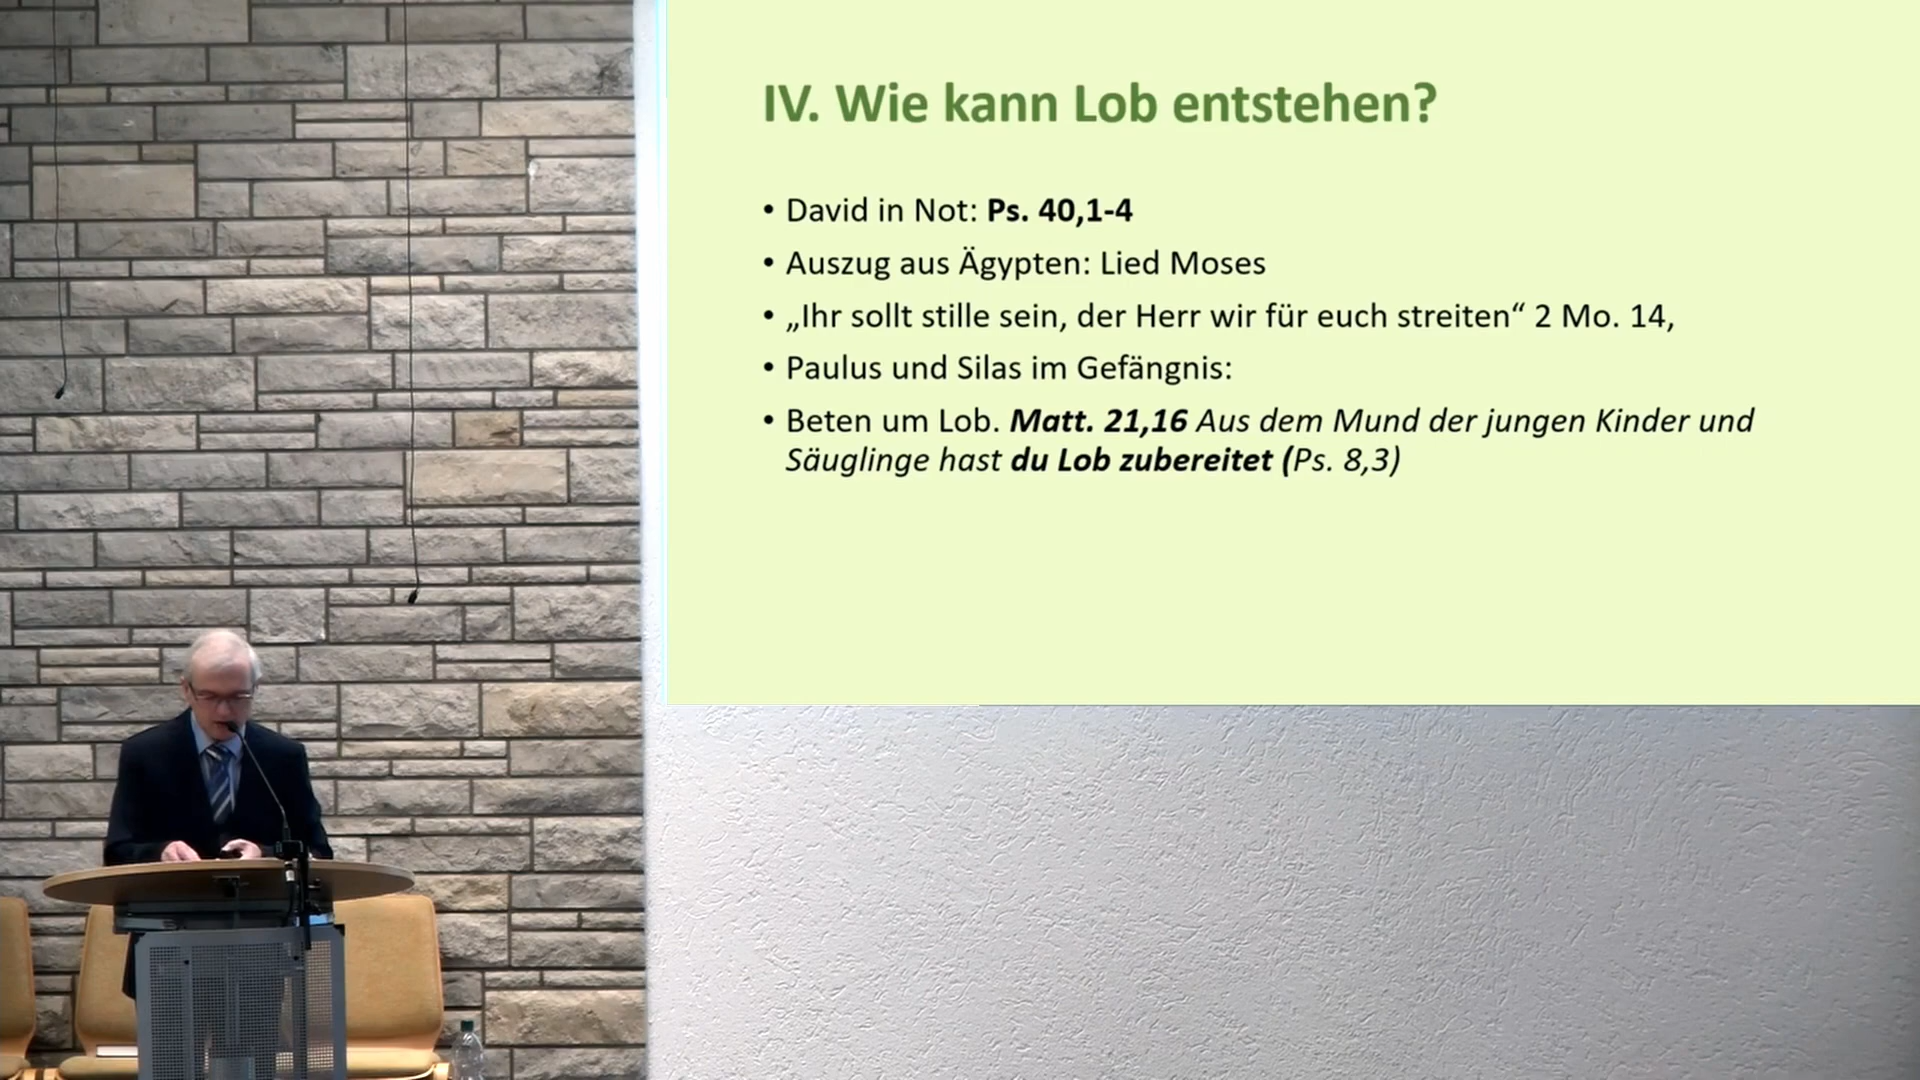 IV. Wie kann Lob entstehen?
• David in Not: Ps. 40,1-4
• Auszug aus Ägypten: Lied Moses
• „Ihr sollt stille sein, der Herr wir für euch streiten“ 2 Mo. 14,
• Paulus und Silas im Gefängnis:
• Beten um Lob. Matt. 21,16 Aus dem Mund der jungen Kinder und
Säuglinge hast du Lob zubereitet (Ps. 8,3)